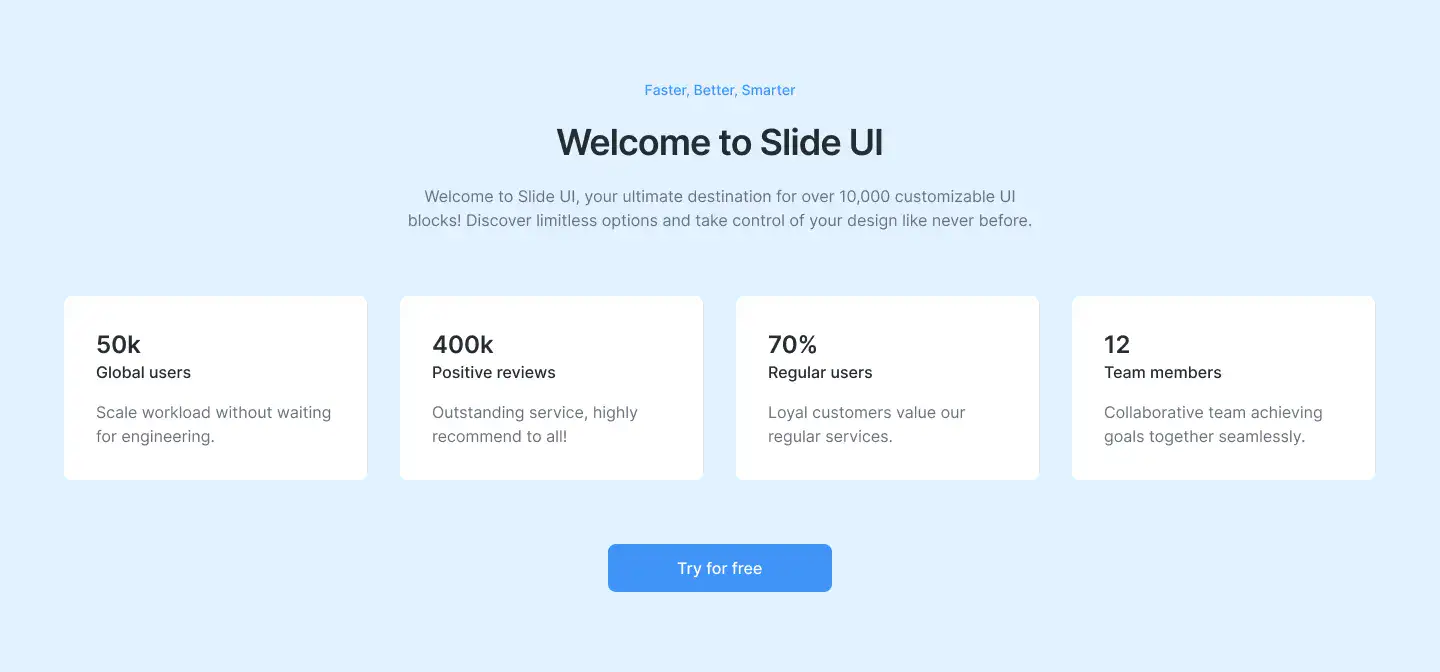 Faster, Better, Smarter
Welcome to Slide UI
Welcome to Slide UI, your ultimate destination for over 10,000 customizable UI
blocks! Discover limitless options and take control of your design like never before.
50k
Global users
Scale workload without waiting
for engineering.
400k
Positive reviews
Outstanding service, highly
recommend to all!
70%
Regular users
Loyal customers value our
regular services.
12
Team members
Collaborative team achieving
goals together seamlessly.
Try for free